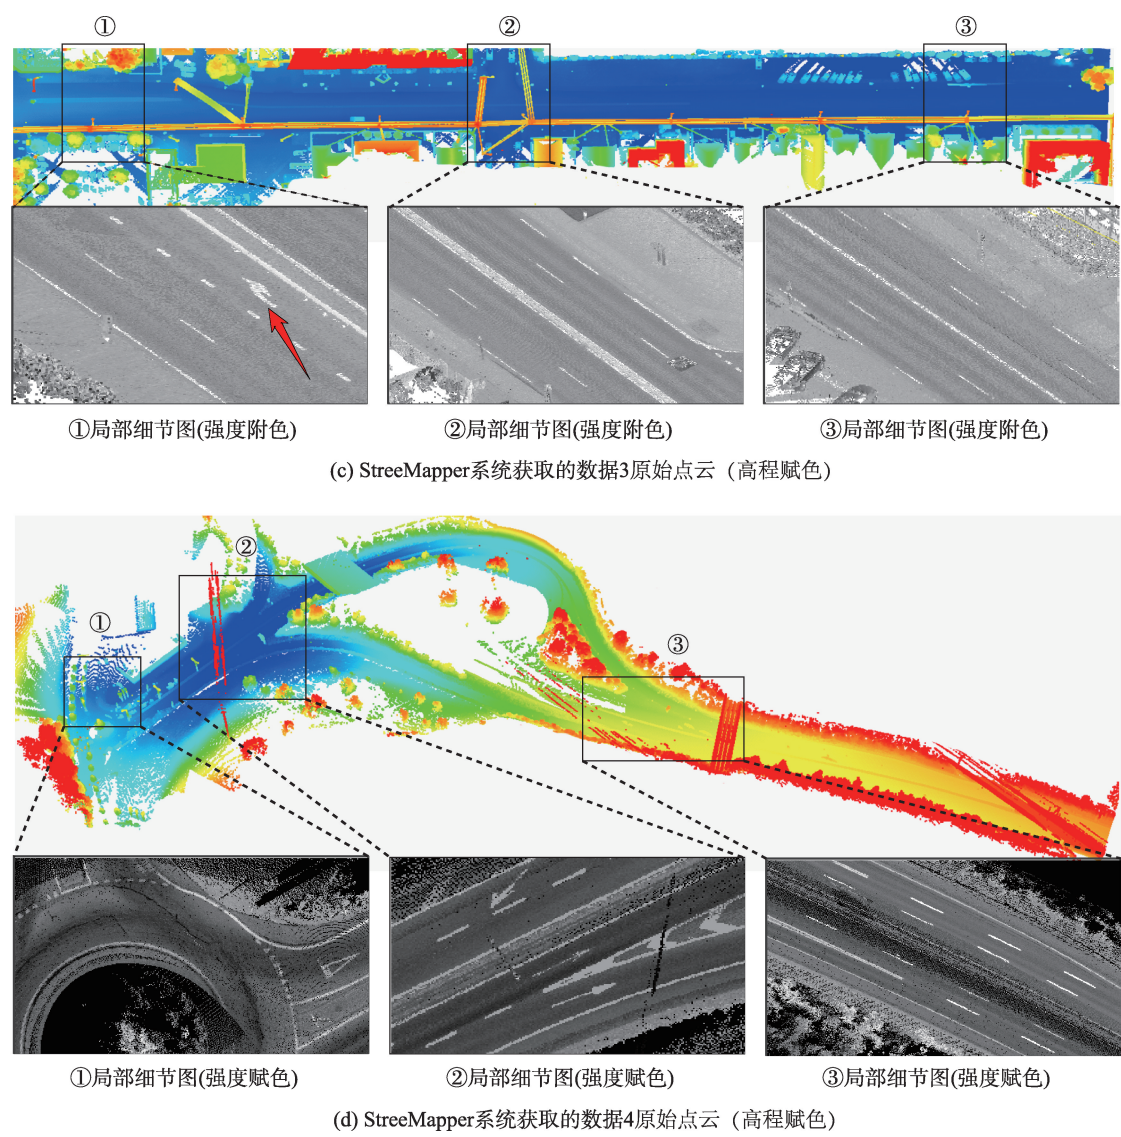 ① ② ③
①局部细节图(强度附色) ②局部细节图(强度附色) ③局部细节图(强度附色)
(c) StreeMapper系统获取的数据3原始点云（高程赋色）
②
①
③
①局部细节图(强度赋色) ②局部细节图(强度赋色) ③局部细节图(强度赋色)
(d) StreeMapper系统获取的数据4原始点云（高程赋色）